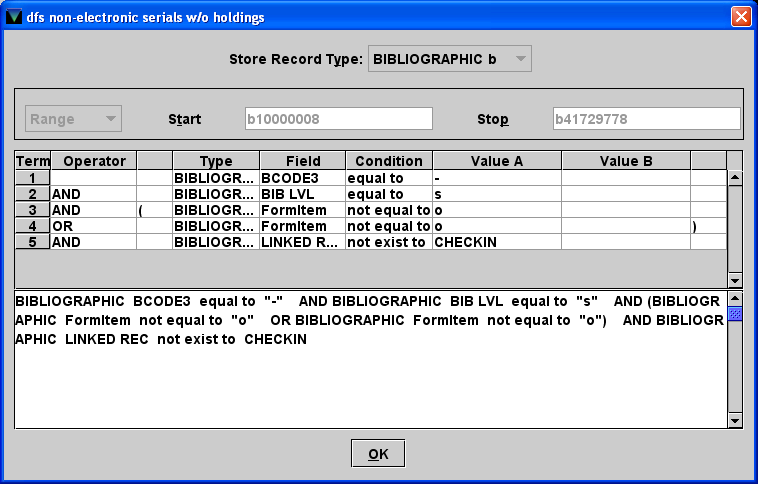 dfs non-electronic serials w/o holdings
Store Record Type: BIBLIOGRAPHIC b
Range Start b10000008 Stop b41729778
Term Operator Type Field Condition Value A Value B
1 BIBLIOGR... BCODE3 equal to -
2 AND BIBLIOGR... BIB LVL equal to s
3 AND ( BIBLIOGR... FormItem not equal to o
4 OR BIBLIOGR... FormItem not equal to o )
5 AND BIBLIOGR... LINKED R... not exist to CHECKIN
BIBLIOGRAPHIC BCODE3 equal to "-" AND BIBLIOGRAPHIC BIB LVL equal to "s" AND (BIBLIOGR
APHIC FormItem not equal to "o" OR BIBLIOGRAPHIC FormItem not equal to "o") AND BIBLIOGR
APHIC LINKED REC not exist to CHECKIN
OK